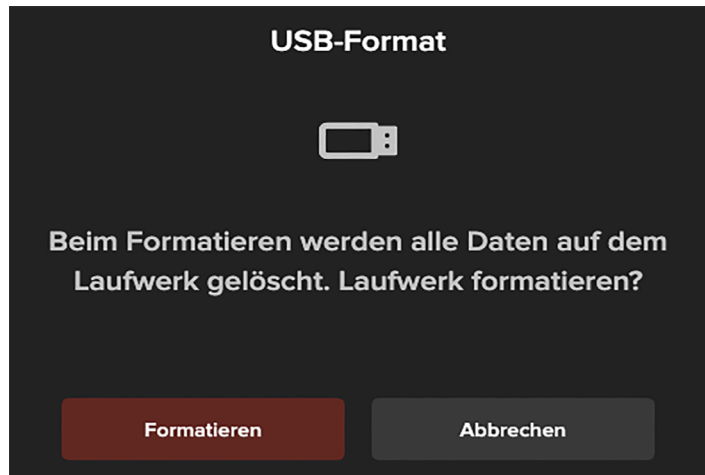 USB-Format
Beim Formatieren werden alle Daten auf dem
Laufwerk gelöscht. Laufwerk formatieren?
Formatieren
Abbrechen